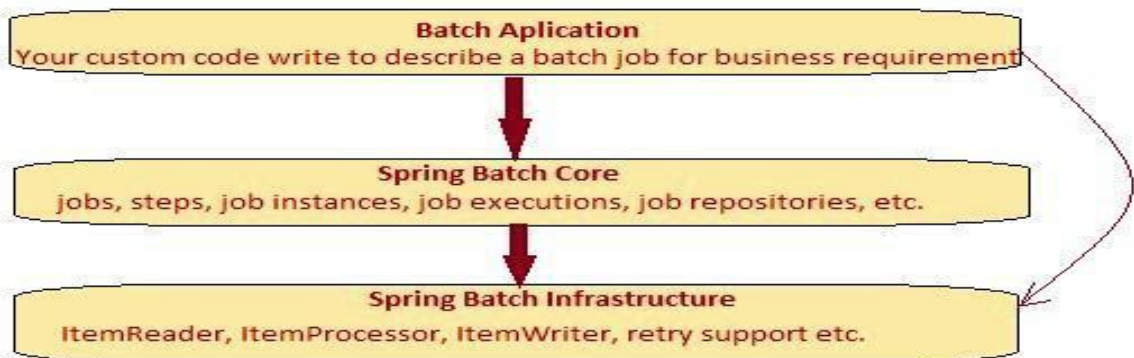 Batch Aplication
Your custom code write to describe a batch job for business requirement
Spring Batch Core
jobs, steps, job instances, job executions, job repositories, etc.
Spring Batch Infrastructure
ItemReader, ItemProcessor, ItemWriter, retry support etc.